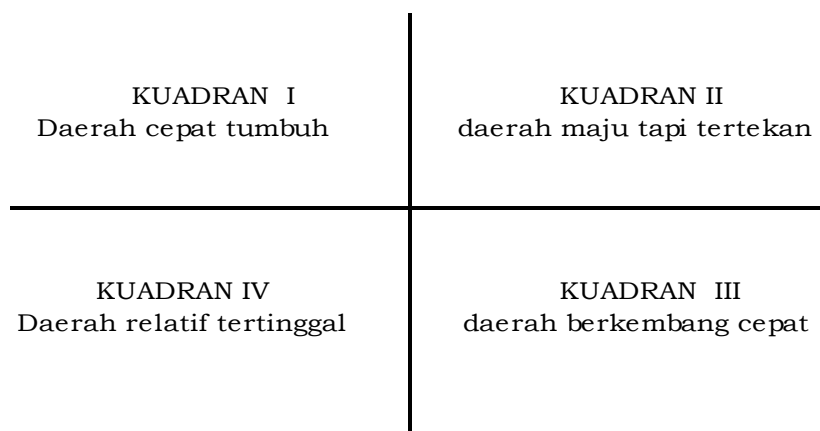 KUADRAN I
Daerah cepat tumbuh
KUADRAN II
daerah maju tapi tertekan
KUADRAN IV
Daerah relatif tertinggal
KUADRAN III
daerah berkembang cepat